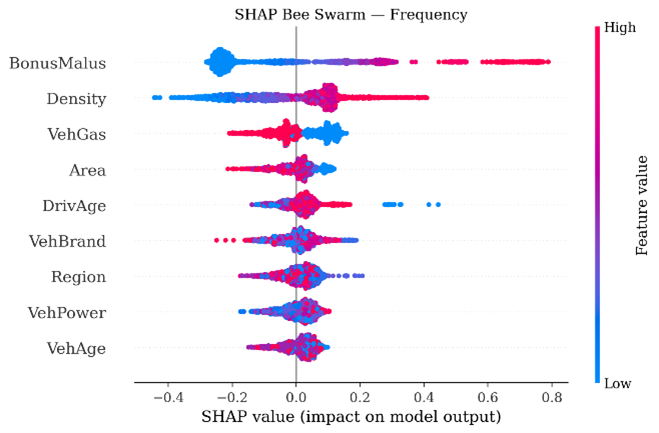 SHAP Bee Swarm — Frequency
High
BonusMalus
Density
VehGas
Area
DrivAge
VehBrand
Region
VehPower
VehAge
Feature value
Low
−0.4 −0.2 0.0 0.2 0.4 0.6 0.8
SHAP value (impact on model output)